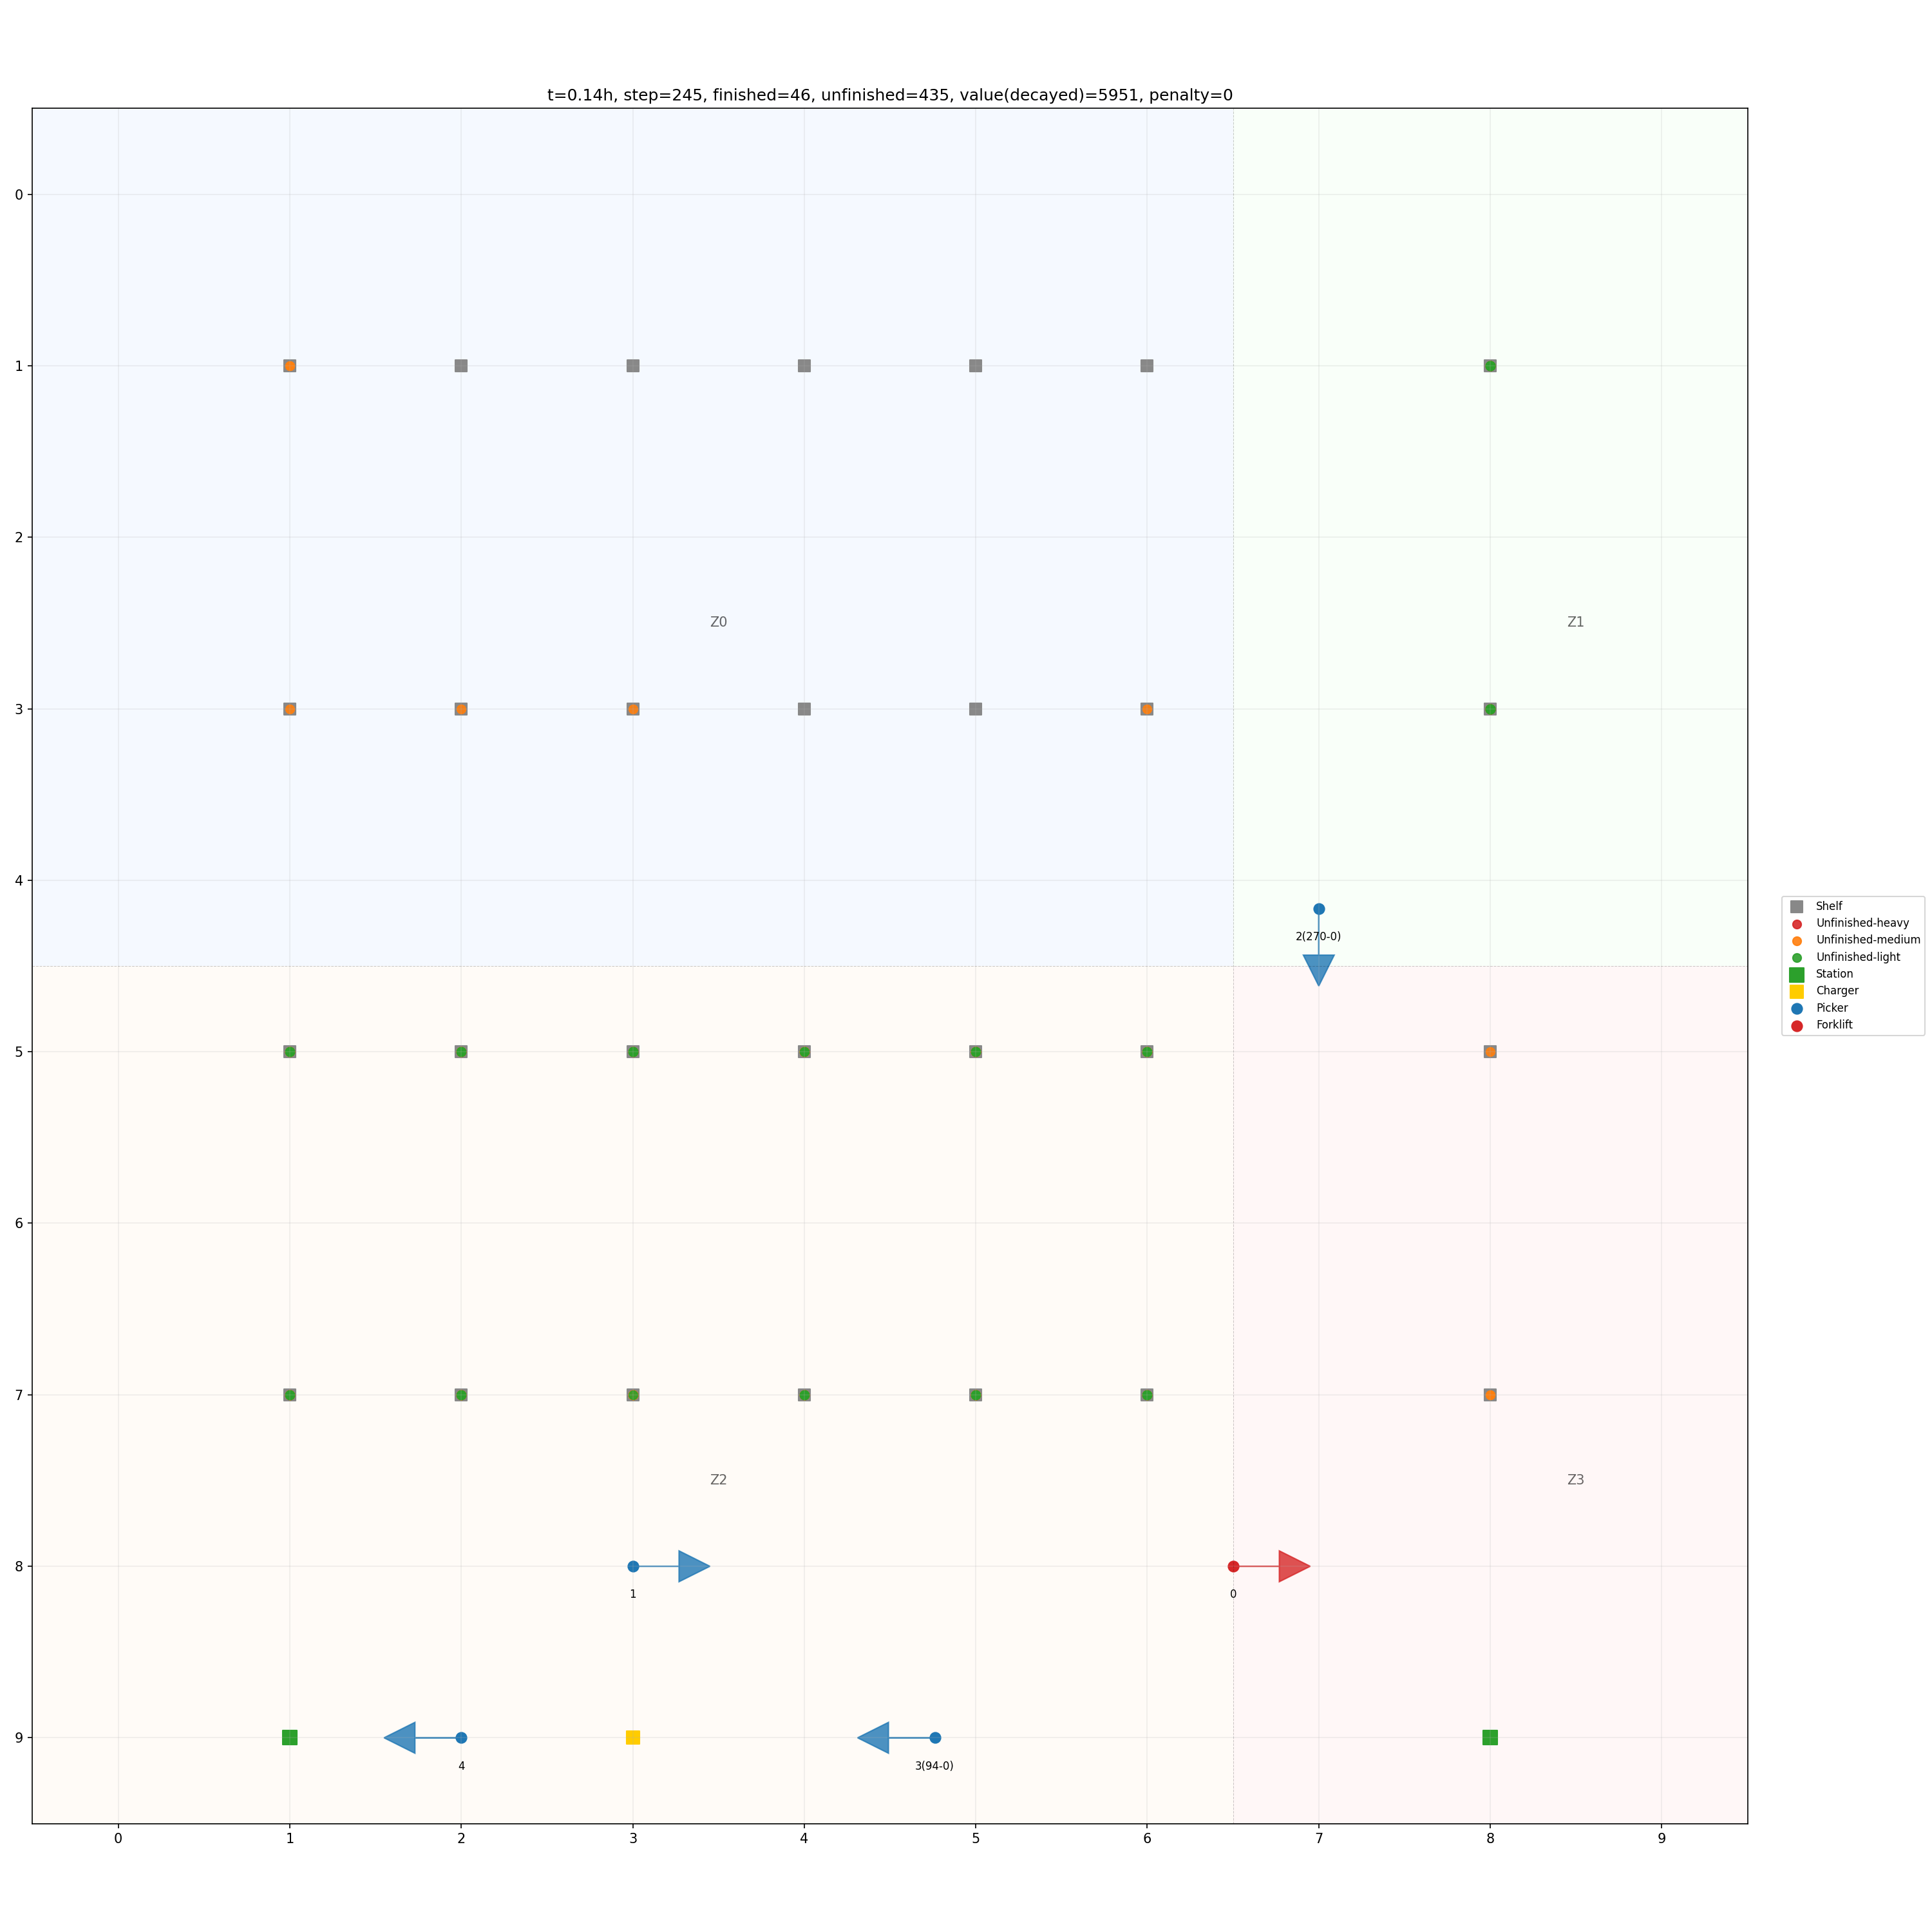 t=0.14h, step=245, finished=46, unfinished=435, value(decayed)=5951, penalty=0
0
1
2
Z0
Z1
3
4
2(270-0)
Shelf
Unfinished-heavy
Unfinished-medium
Unfinished-light
Station
Charger
Picker
Forklift
5
6
7
Z2
Z3
8
1
0
9
4
3(94-0)
0 1 2 3 4 5 6 7 8 9